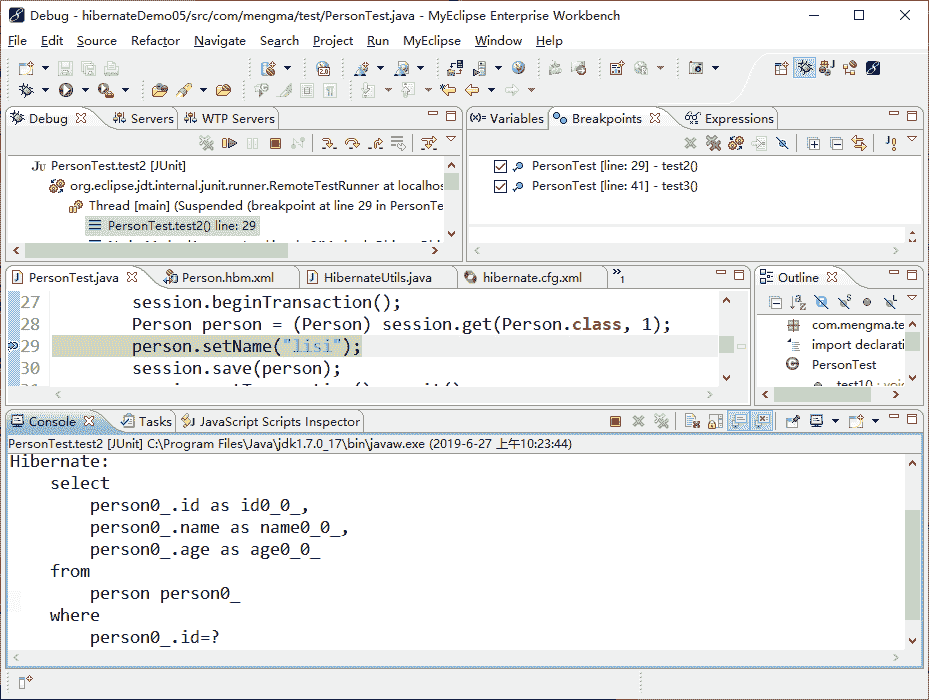 Debug - hibernateDemo05/src/com/mengma/test/PersonTest.java - MyEclipse Enterprise Workbench
File Edit Source Refactor Navigate Search Project Run MyEclipse Window Help
Debug Servers WTP Servers
(x)= Variables Breakpoints Expressions
PersonTest.test2 [JUnit]
org.eclipse.jdt.internal.junit.runner.RemoteTestRunner at localhos
Thread [main] (Suspended (breakpoint at line 29 in PersonTe
PersonTest.test2() line: 29
PersonTest [line: 29] - test2()
PersonTest [line: 41] - test3()
PersonTest.java Person.hbm.xml HibernateUtils.java hibernate.cfg.xml »1
Outline
27 session.beginTransaction();
28 Person person = (Person) session.get(Person.class, 1);
29 person.setName("lisi");
30 session.save(person);
com.mengma.te
import declarati
PersonTest
Console Tasks JavaScript Scripts Inspector
PersonTest.test2 [JUnit] C:\Program Files\Java\jdk1.7.0_17\bin\javaw.exe (2019-6-27 上午10:23:44)
Hibernate:
select
person0_.id as id0_0_,
person0_.name as name0_0_,
person0_.age as age0_0_
from
person person0_
where
person0_.id=?